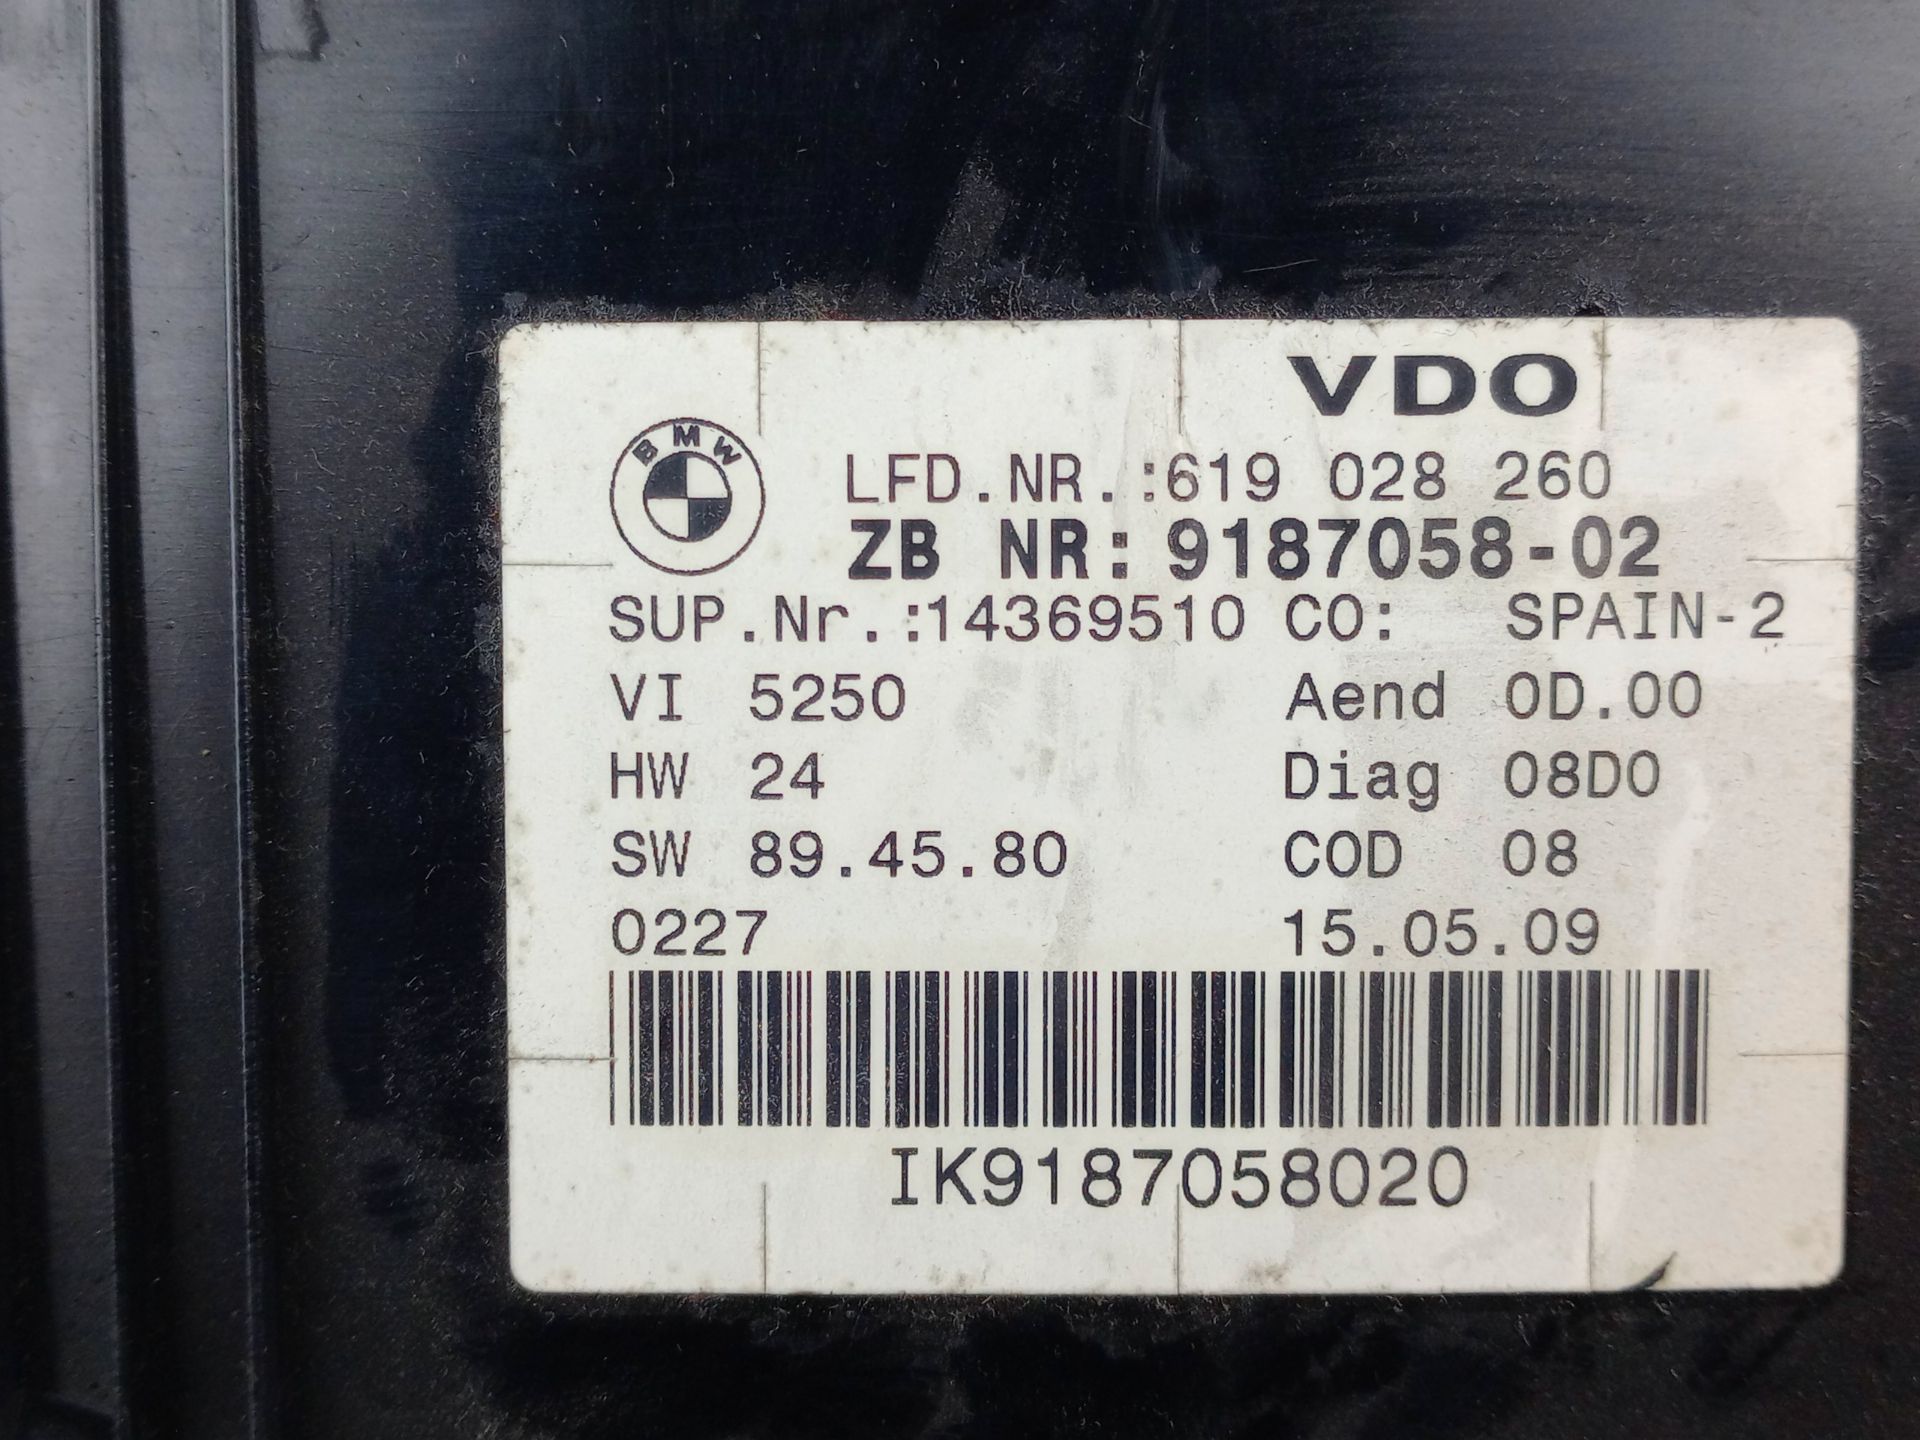 VDO
BMW
LFD.NR.:619 028 260
ZB NR: 9187058-02
SUP.Nr.:14369510 CO: SPAIN-2
VI 5250 Aend 0D.00
HW 24 Diag 08D0
SW 89.45.80 COD 08
0227 15.05.09
IK9187058020